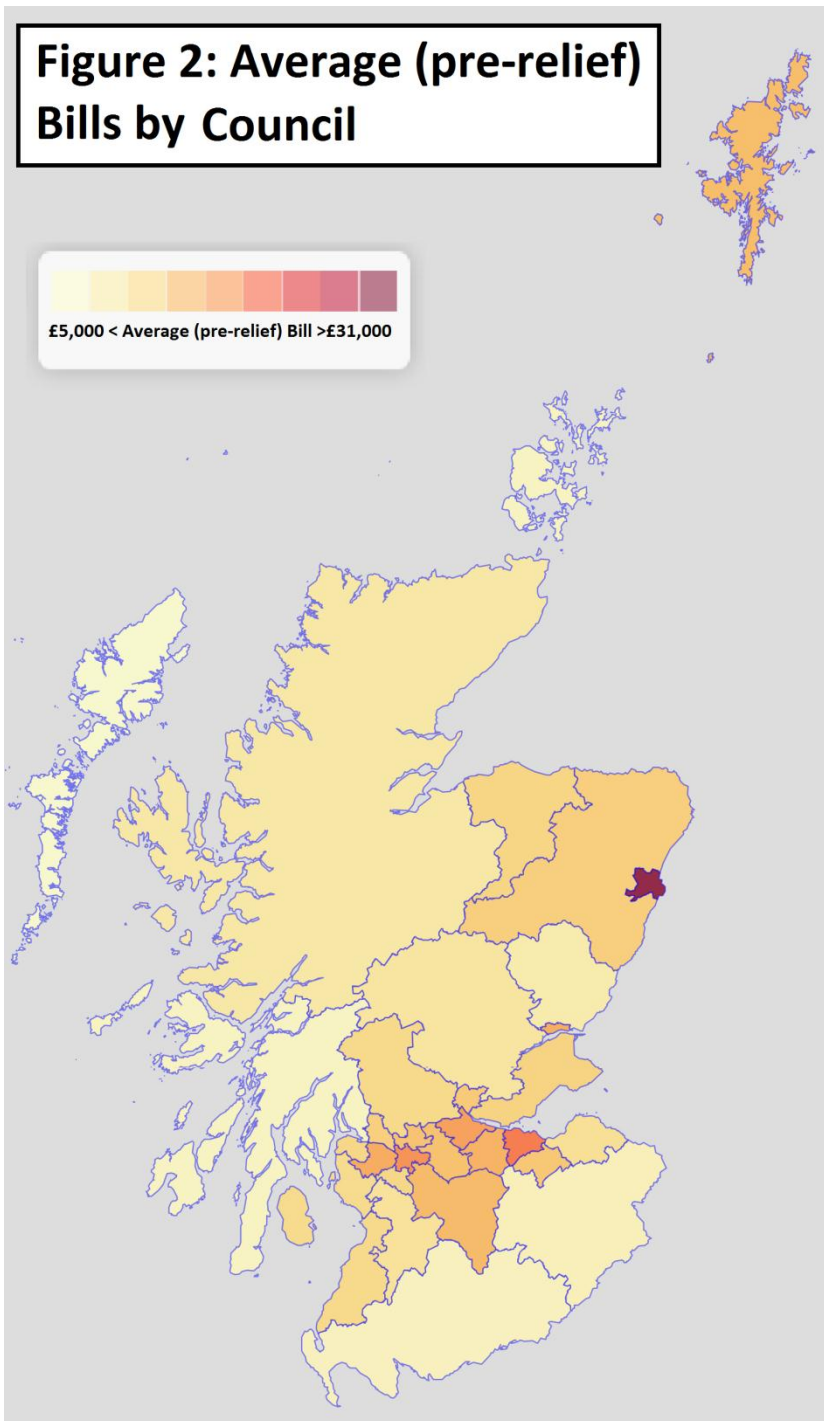 Figure 2: Average (pre-relief)
Bills by Council
£5,000 < Average (pre-relief) Bill >£31,000